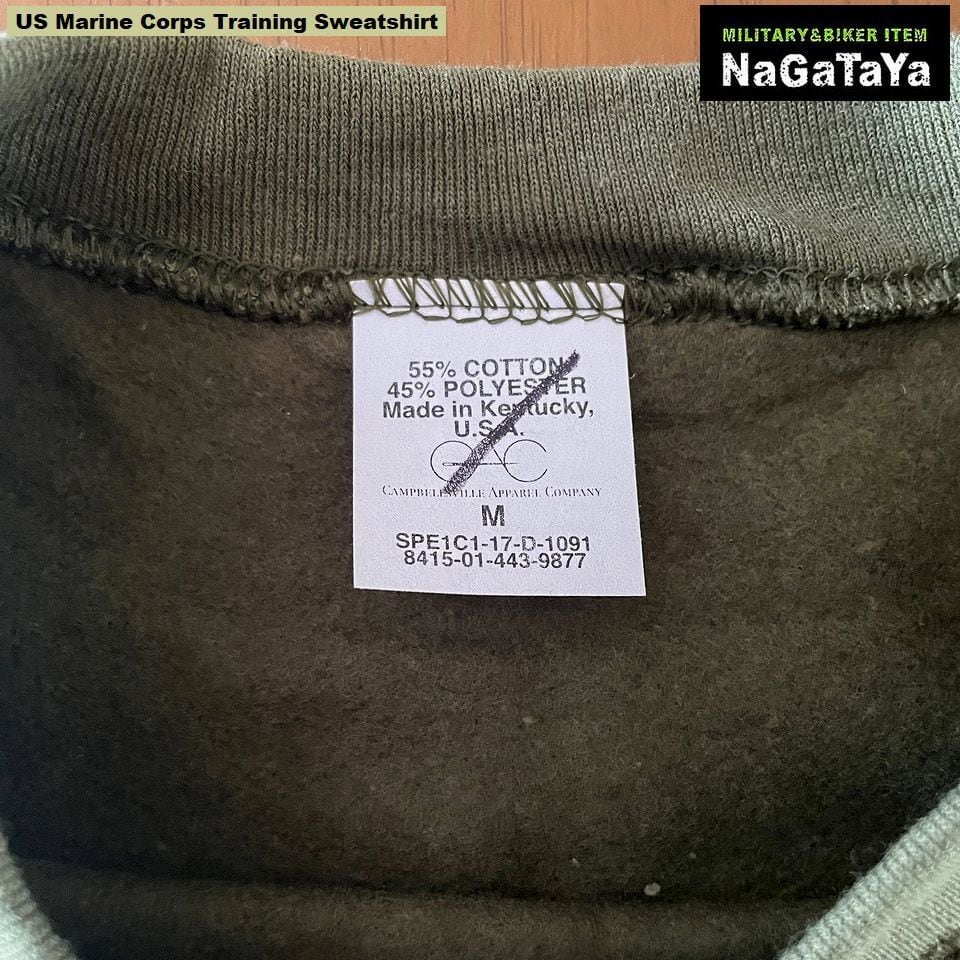 US Marine Corps Training Sweatshirt
MILITARY&BIKER ITEM
NaGaTaYa
55% COTTON
45% POLYESTER
Made in Kentucky,
U.S.A.
CAC
CAMPBELLSVILLE APPAREL COMPANY
M
SPE1C1-17-D-1091
8415-01-443-9877